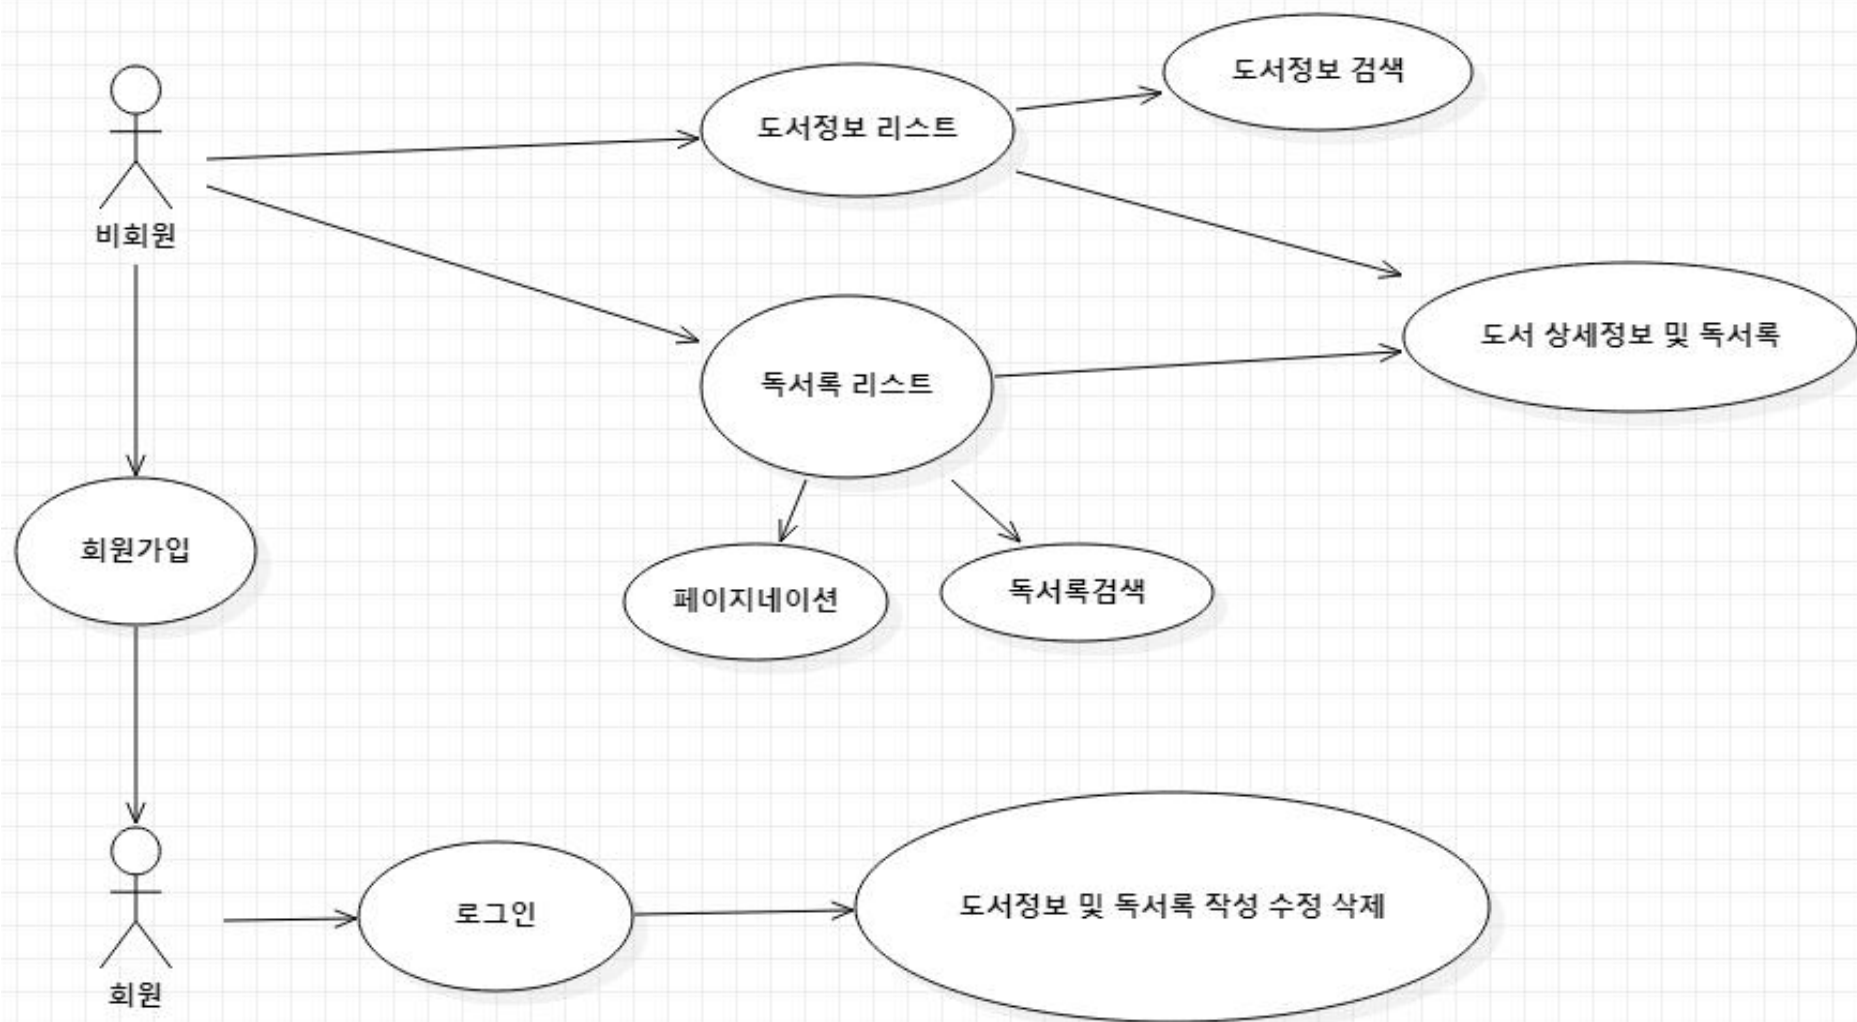 도서정보 검색
도서정보 리스트
비회원
도서 상세정보 및 독서록
독서록 리스트
회원가입
페이지네이션
독서록검색
로그인
도서정보 및 독서록 작성 수정 삭제
회원